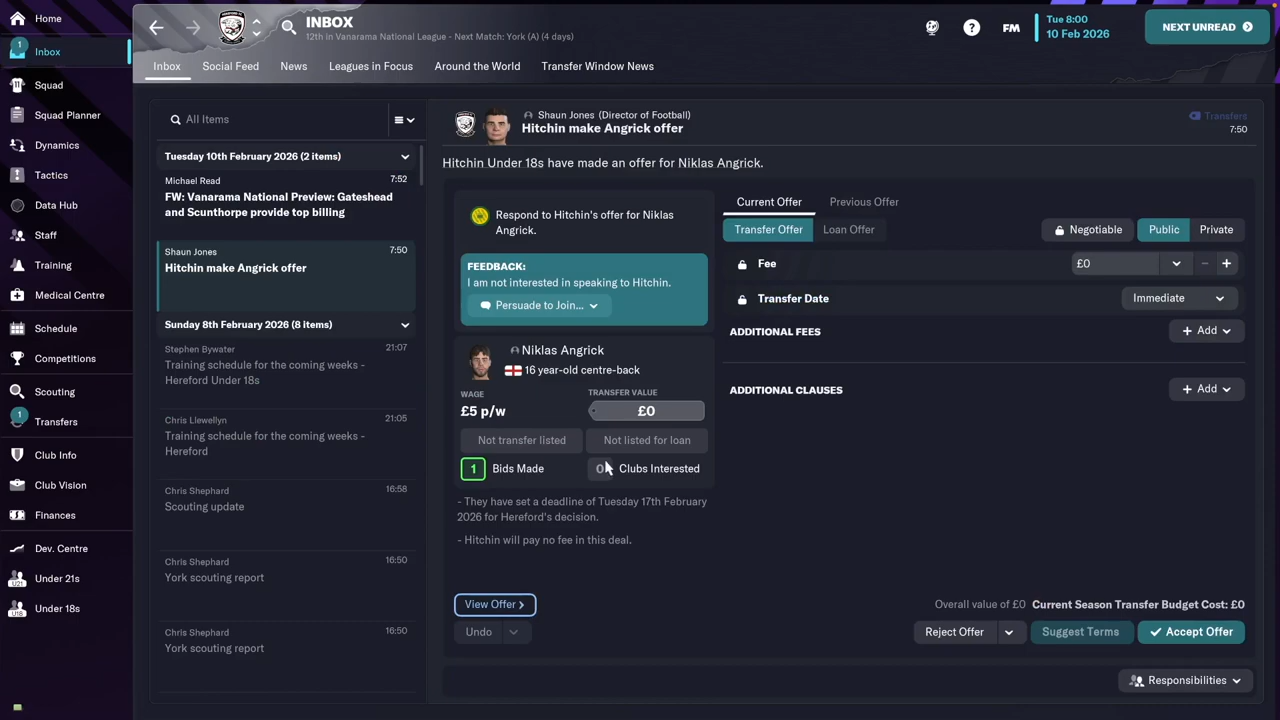 Home
1
Inbox
Squad
Squad Planner
Dynamics
Tactics
Data Hub
Staff
Training
Medical Centre
Schedule
Competitions
Scouting
1
Transfers
Club Info
Club Vision
Finances
Dev. Centre
Under 21s
Under 18s
INBOX
12th in Vanarama National League - Next Match: York (A) (4 days)
FM
Tue 8:00
10 Feb 2026
NEXT UNREAD
Inbox
Social Feed
News
Leagues in Focus
Around the World
Transfer Window News
All Items
Tuesday 10th February 2026 (2 items)
Michael Read
7:52
FW: Vanarama National Preview: Gateshead
and Scunthorpe provide top billing
Shaun Jones
7:50
Hitchin make Angrick offer
Sunday 8th February 2026 (8 items)
Stephen Bywater
21:07
Training schedule for the coming weeks -
Hereford Under 18s
Chris Llewellyn
21:05
Training schedule for the coming weeks -
Hereford
Chris Shephard
16:58
Scouting update
Chris Shephard
16:50
York scouting report
Chris Shephard
16:50
York scouting report
Shaun Jones (Director of Football)
Hitchin make Angrick offer
Transfers
7:50
Hitchin Under 18s have made an offer for Niklas Angrick.
Respond to Hitchin's offer for Niklas
Angrick.
FEEDBACK:
I am not interested in speaking to Hitchin.
Persuade to Join...
Niklas Angrick
16 year-old centre-back
WAGE
£5 p/w
TRANSFER VALUE
£0
Not transfer listed
Not listed for loan
1 Bids Made
0 Clubs Interested
- They have set a deadline of Tuesday 17th February
2026 for Hereford's decision.
- Hitchin will pay no fee in this deal.
View Offer
Undo
Current Offer
Previous Offer
Transfer Offer
Loan Offer
Negotiable
Public
Private
Fee
£0
Transfer Date
Immediate
ADDITIONAL FEES
Add
ADDITIONAL CLAUSES
Add
Overall value of £0 Current Season Transfer Budget Cost: £0
Reject Offer
Suggest Terms
Accept Offer
Responsibilities